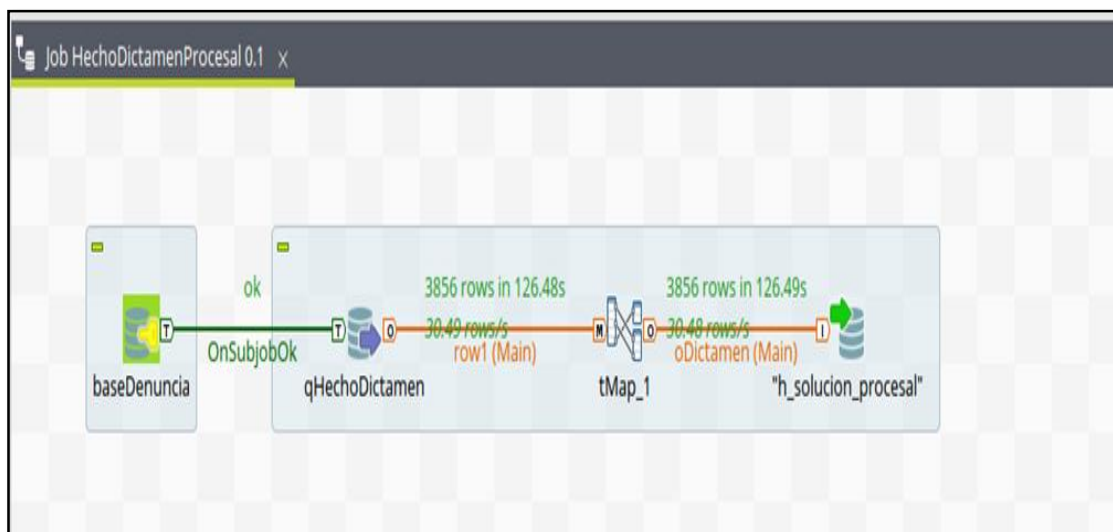 Job HechoDictamenProcesal 0.1
ok
OnSubjobOk
baseDenuncia
T
T
qHechoDictamen
O
3856 rows in 126.48s
30.49 rows/s
row1 (Main)
M
tMap_1
O
3856 rows in 126.49s
30.48 rows/s
oDictamen (Main)
I
"h_solucion_procesal"